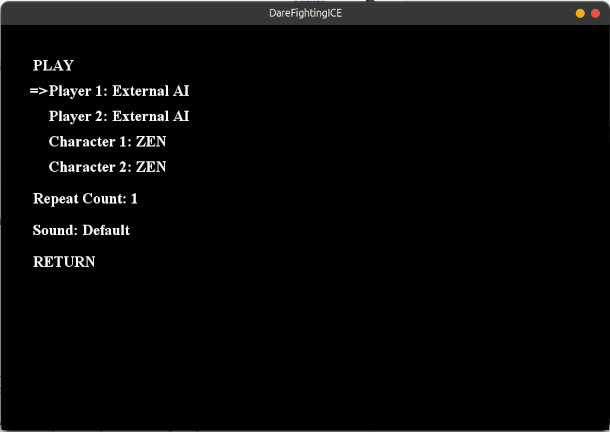 DareFightingICE
PLAY
=>Player 1: External AI
Player 2: External AI
Character 1: ZEN
Character 2: ZEN
Repeat Count: 1
Sound: Default
RETURN